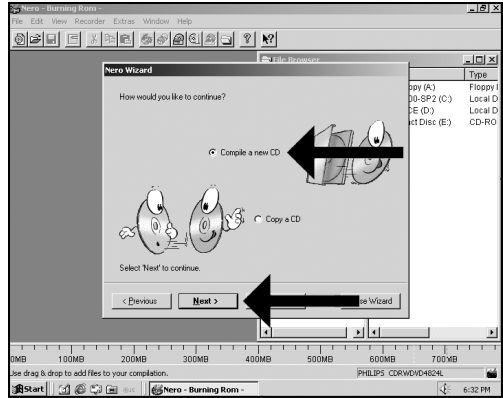 Nero - Burning Rom -
File Edit View Recorder Extras Window Help
File Browser
Nero Wizard
Type
How would you like to continue?
opy (A:) Floppy
00-SP2 (C:) Local D
CE (D:) Local D
ct Disc (E:) CD-RO
Compile a new CD
Copy a CD
Select 'Next' to continue.
< Previous Next > se Wizard
0MB 100MB 200MB 300MB 400MB 500MB 600MB 700MB
Use drag & drop to add files to your compilation. PHILIPS CDRWDVD4824L
Start Nero - Burning Rom - 6:32 PM